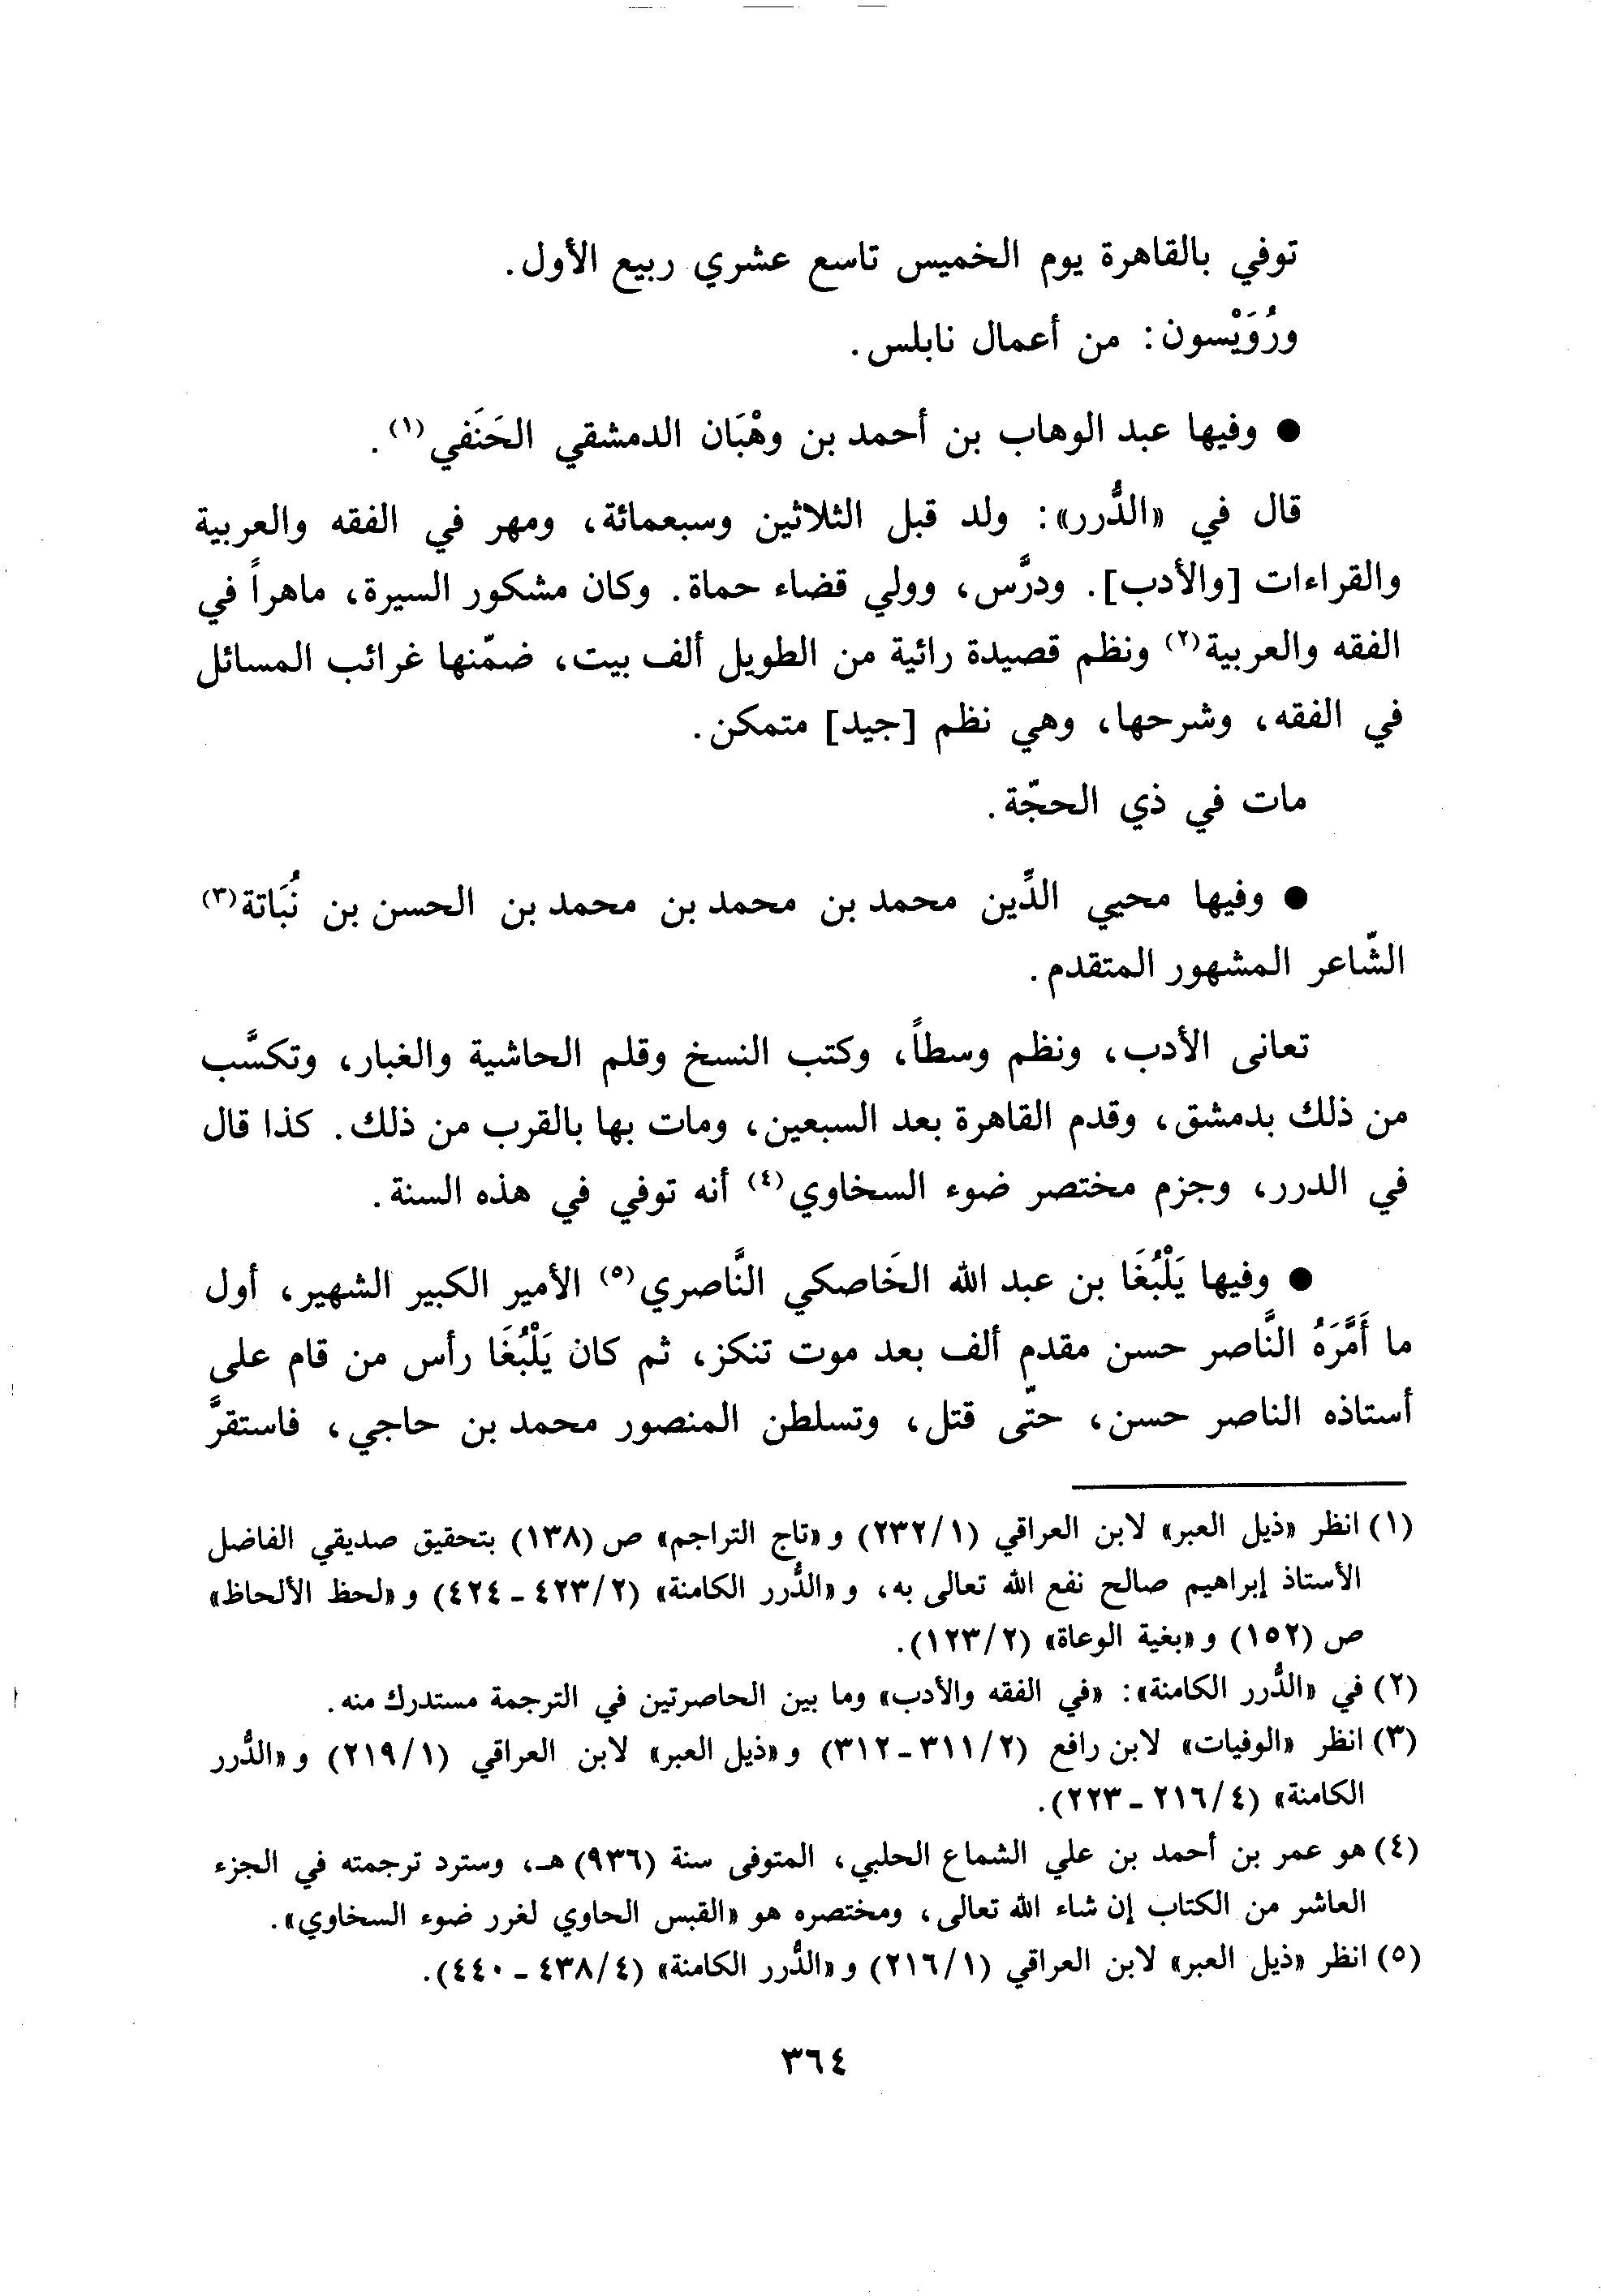 توفي بالقاهرة يوم الخميس تاسع عشري ربيع الأول.
ورُوَيْسون: من أعمال نابلس.
● وفيها عبد الوهاب بن أحمد بن وهْبَان الدمشقي الحَنَفي(١).
قال في «الدُّرر»: ولد قبل الثلاثين وسبعمائة، ومهر في الفقه والعربية
والقراءات [والأدب]. ودرَّس، وولي قضاء حماة. وكان مشكور السيرة، ماهراً في
الفقه والعربية(٢) ونظم قصيدة رائية من الطويل ألف بيت، ضمّنها غرائب المسائل
في الفقه، وشرحها، وهي نظم [جيد] متمكن.
مات في ذي الحجّة.
● وفيها محيي الدِّين محمد بن محمد بن محمد بن الحسن بن نُبَاتة(٣)
الشّاعر المشهور المتقدم.
تعانى الأدب، ونظم وسطاً، وكتب النسخ وقلم الحاشية والغبار، وتكسَّب
من ذلك بدمشق، وقدم القاهرة بعد السبعين، ومات بها بالقرب من ذلك. كذا قال
في الدرر، وجزم مختصر ضوء السخاوي(٤) أنه توفي في هذه السنة.
● وفيها يَلْبُغَا بن عبد الله الخَاصكي النَّاصري(٥) الأمير الكبير الشهير، أول
ما أَمَّرَهُ النَّاصر حسن مقدم ألف بعد موت تنكز، ثم كان يَلْبُغَا رأس من قام على
أستاذه الناصر حسن، حتّى قتل، وتسلطن المنصور محمد بن حاجي، فاستقرَّ
(١) انظر «ذيل العبر» لابن العراقي (٢٣٢/١) و«تاج التراجم» ص (١٣٨) بتحقيق صديقي الفاضل
الأستاذ إبراهيم صالح نفع الله تعالى به، و«الدُّرر الكامنة» (٤٢٣/٢ - ٤٢٤) و«لحظ الألحاظ»
ص (١٥٢) و«بغية الوعاة» (١٢٣/٢).
(٢) في «الدُّرر الكامنة»: «في الفقه والأدب» وما بين الحاصرتين في الترجمة مستدرك منه.
(٣) انظر «الوفيات» لابن رافع (٣١١/٢ - ٣١٢) و«ذيل العبر» لابن العراقي (٢١٩/١) و«الدُّرر
الكامنة» (٢١٦/٤ - ٢٢٣).
(٤) هو عمر بن أحمد بن علي الشماع الحلبي، المتوفى سنة (٩٣٦) هـ، وسترد ترجمته في الجزء
العاشر من الكتاب إن شاء الله تعالى، ومختصره هو «القبس الحاوي لغرر ضوء السخاوي».
(٥) انظر «ذيل العبر» لابن العراقي (٢١٦/١) و«الدُّرر الكامنة» (٤٣٨/٤ - ٤٤٠).
٣٦٤